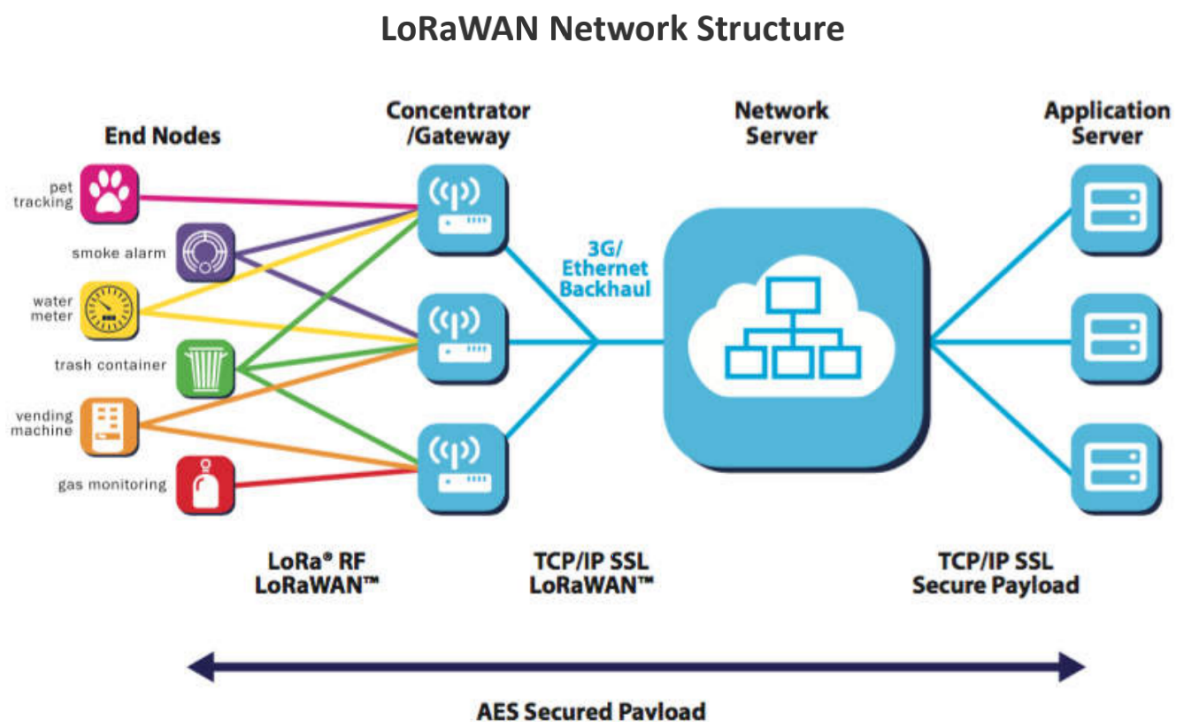 LoRaWAN Network Structure
End Nodes
Concentrator
/Gateway
Network
Server
Application
Server
pet
tracking
smoke alarm
water
meter
trash container
vending
machine
gas monitoring
3G/
Ethernet
Backhaul
LoRa® RF
LoRaWAN™
TCP/IP SSL
LoRaWAN™
TCP/IP SSL
Secure Payload
AES Secured Payload